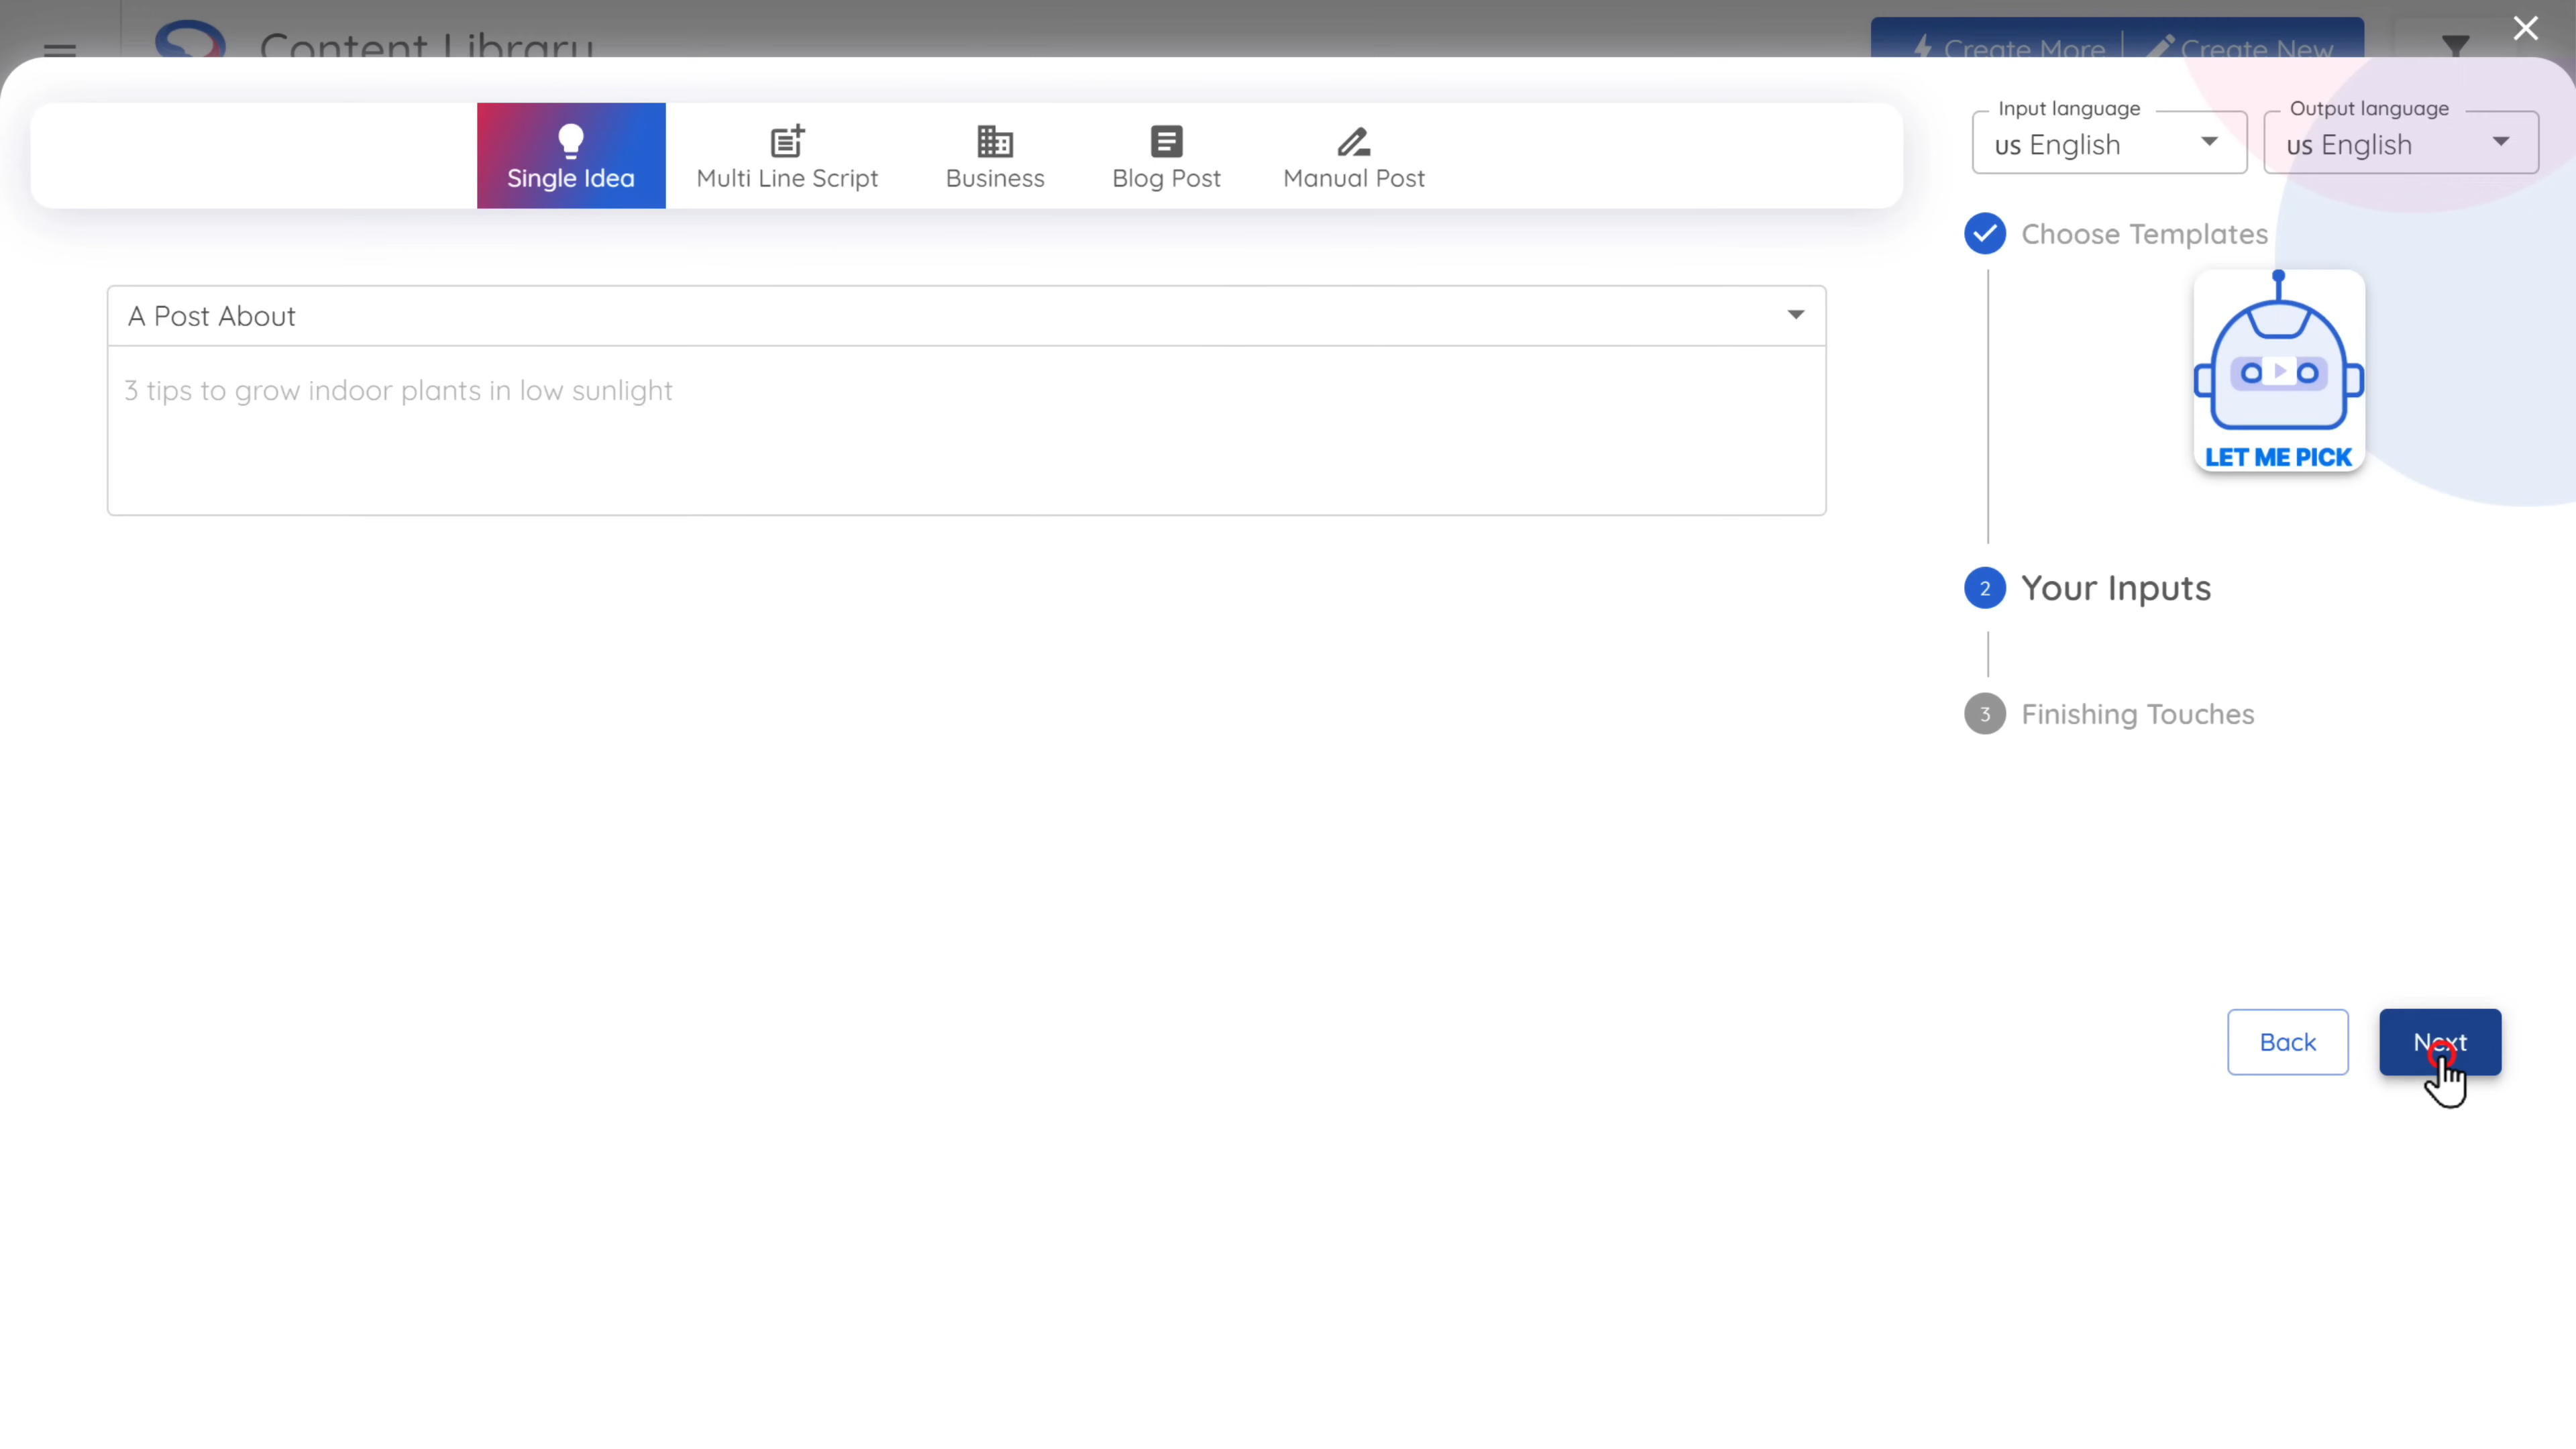 Content Library
Create More
Create New
Single Idea
Multi Line Script
Business
Blog Post
Manual Post
Input language
us English
Output language
us English
A Post About
3 tips to grow indoor plants in low sunlight
Choose Templates
LET ME PICK
2
Your Inputs
3
Finishing Touches
Back
Next